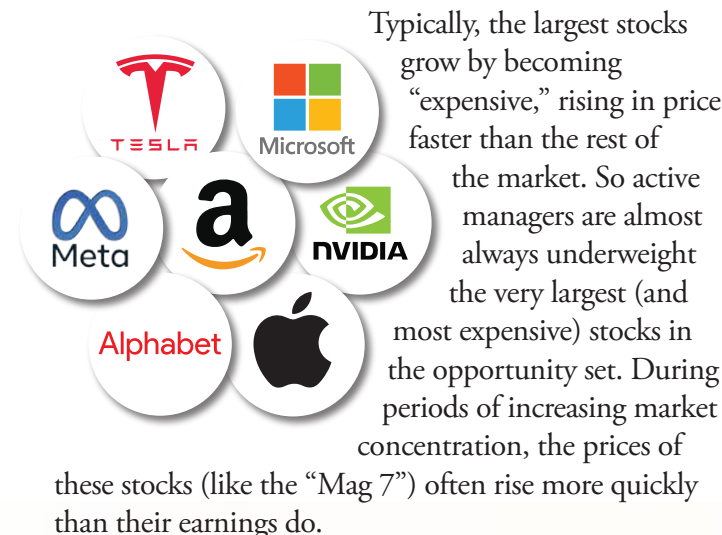 Typically, the largest stocks
grow by becoming
“expensive,” rising in price
faster than the rest of
the market. So active
managers are almost
always underweight
the very largest (and
most expensive) stocks in
the opportunity set. During
periods of increasing market
concentration, the prices of
these stocks (like the “Mag 7”) often rise more quickly
than their earnings do.
TESLA
Microsoft
Meta
a
NVIDIA
Alphabet